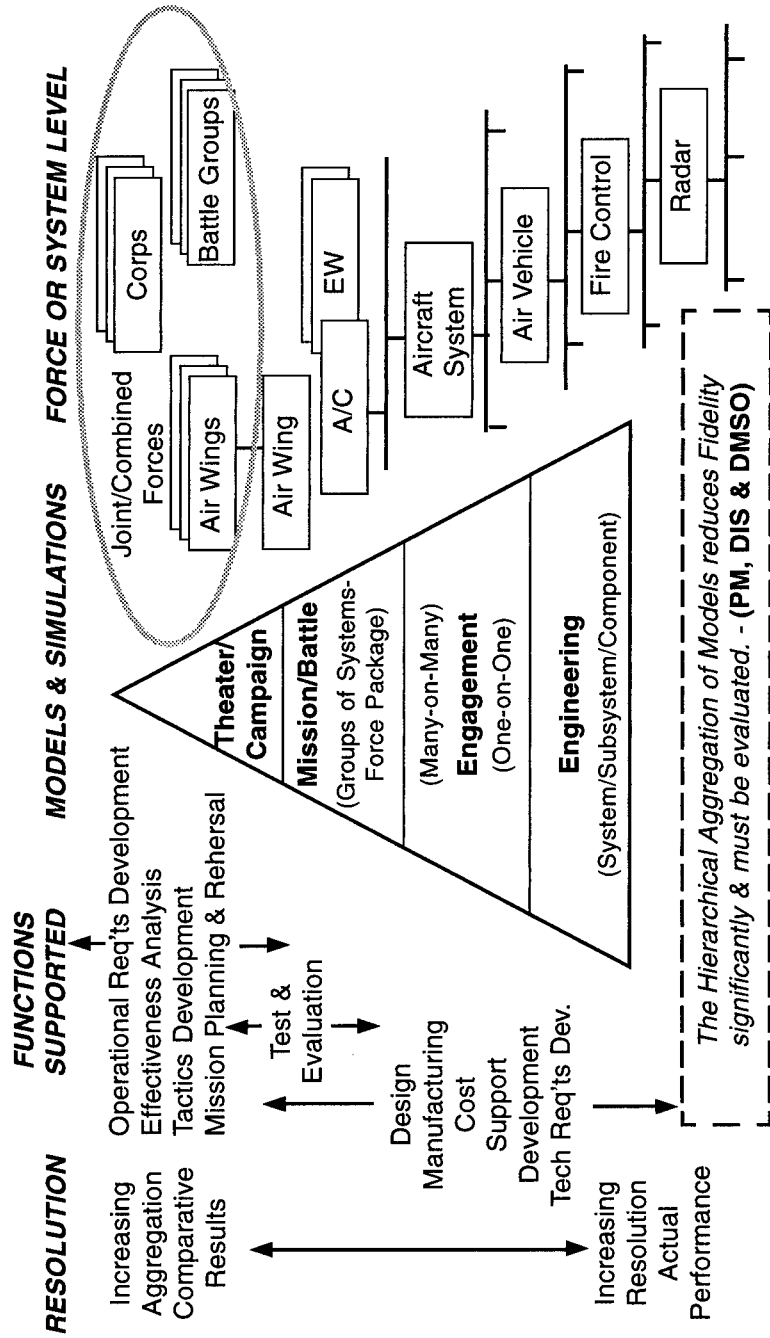 RESOLUTION
Increasing
Aggregation
Comparative
Results
Increasing
Resolution
Actual
Performance
FUNCTIONS
SUPPORTED
Operational Req'ts Development
Effectiveness Analysis
Tactics Development
Mission Planning & Rehersal
Test &
Evaluation
Design
Manufacturing
Cost
Support
Development
Tech Req'ts Dev.
MODELS & SIMULATIONS
Theater/
Campaign
Mission/Battle
(Groups of Systems-
Force Package)
(Many-on-Many)
Engagement
(One-on-One)
Engineering
(System/Subsystem/Component)
FORCE OR SYSTEM LEVEL
Joint/Combined
Forces
Corps
Air Wings
Battle Groups
Air Wing
A/C
EW
Aircraft
System
Air Vehicle
Fire Control
Radar
The Hierarchical Aggregation of Models reduces Fidelity
significantly & must be evaluated. - (PM, DIS & DMSO)